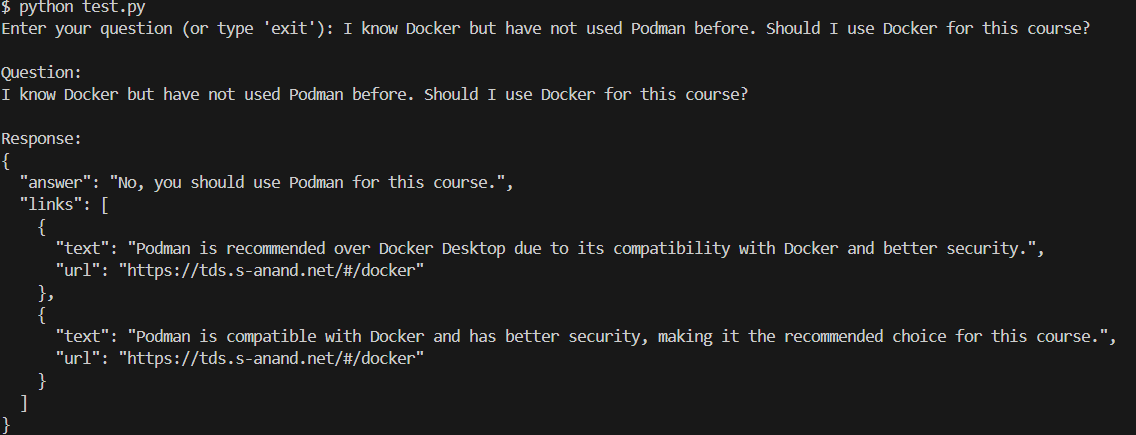 $ python test.py
Enter your question (or type 'exit'): I know Docker but have not used Podman before. Should I use Docker for this course?
Question:
I know Docker but have not used Podman before. Should I use Docker for this course?
Response:
{
  "answer": "No, you should use Podman for this course.",
  "links": [
    {
      "text": "Podman is recommended over Docker Desktop due to its compatibility with Docker and better security.",
      "url": "https://tds.s-anand.net/#/docker"
    },
    {
      "text": "Podman is compatible with Docker and has better security, making it the recommended choice for this course.",
      "url": "https://tds.s-anand.net/#/docker"
    }
  ]
}